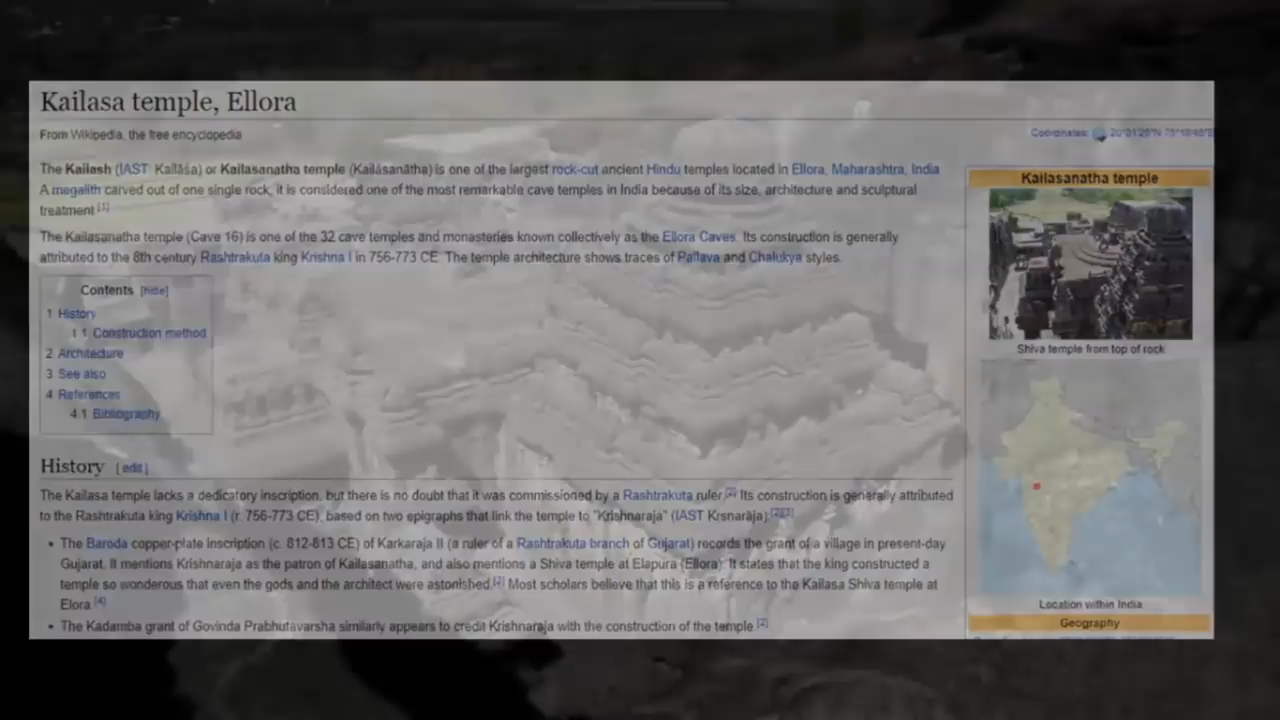 Kailasa temple, Ellora
From Wikipedia, the free encyclopedia
Coordinates:
The Kailash (IAST: Kailāśa) or Kailasanatha temple (Kailāsanātha) is one of the largest rock-cut ancient Hindu temples located in Ellora, Maharashtra, India
A megalith carved out of one single rock, it is considered one of the most remarkable cave temples in India because of its size, architecture and sculptural
treatment.[1]
The Kailasanatha temple (Cave 16) is one of the 32 cave temples and monasteries known collectively as the Ellora Caves. Its construction is generally
attributed to the 8th century Rashtrakuta king Krishna I in 756-773 CE. The temple architecture shows traces of Pallava and Chalukya styles.
Contents [hide]
1 History
1.1 Construction method
2 Architecture
3 See also
4 References
4.1 Bibliography
History [edit]
The Kailasa temple lacks a dedicatory inscription, but there is no doubt that it was commissioned by a Rashtrakuta ruler.[2] Its construction is generally attributed
to the Rashtrakuta king Krishna I (r. 756-773 CE), based on two epigraphs that link the temple to "Krishnaraja" (IAST Kṛṣṇarāja):[2][3]
• The Baroda copper-plate inscription (c. 812-813 CE) of Karkaraja II (a ruler of a Rashtrakuta branch of Gujarat) records the grant of a village in present-day
Gujarat. It mentions Krishnaraja as the patron of Kailasanatha, and also mentions a Shiva temple at Elapura (Ellora). It states that the king constructed a
temple so wonderous that even the gods and the architect were astonished.[2] Most scholars believe that this is a reference to the Kailasa Shiva temple at
Elora.[4]
• The Kadamba grant of Govinda Prabhutavarsha similarly appears to credit Krishnaraja with the construction of the temple.[2]
Kailasanatha temple
Shiva temple from top of rock
Location within India
Geography